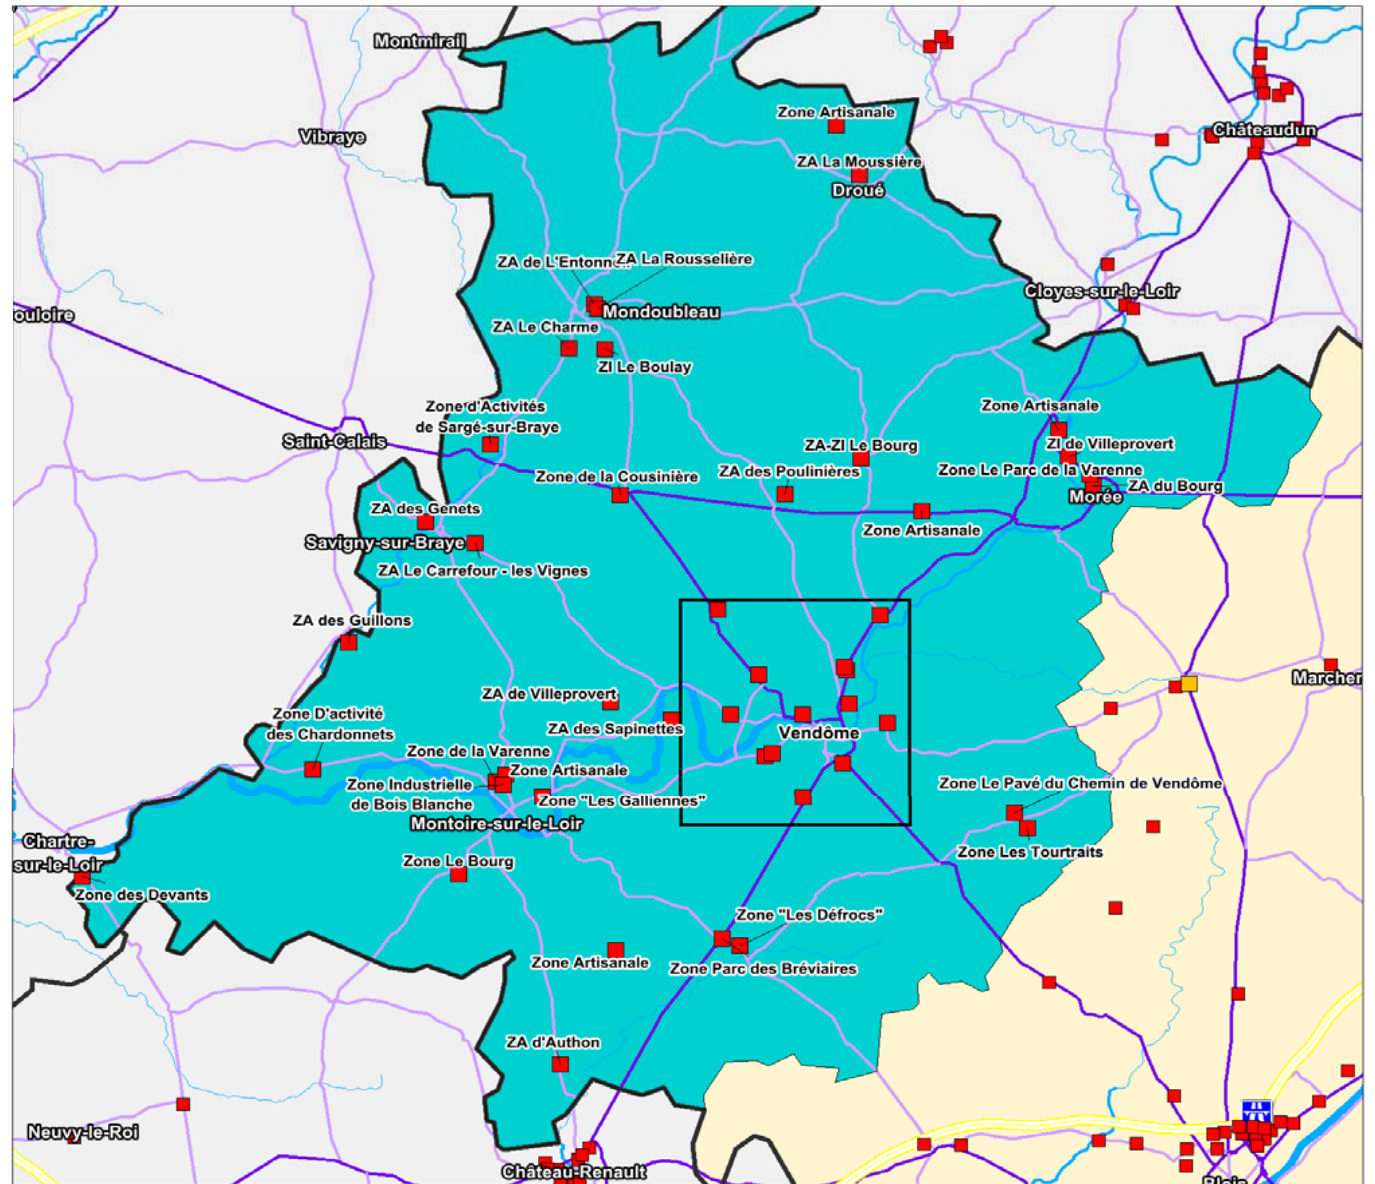 Montmirail
Zone Artisanale
Châteaudun
Vibraye
ZA La Moussière
Droué
ZA de L'Entonne...
ZA La Rousselière
Cloyes-sur-le-Loir
ouloire
Mondoubleau
ZA Le Charme
ZI Le Boulay
Zone d'Activités
de Sargé-sur-Braye
Zone Artisanale
Saint-Calais
ZA-ZI Le Bourg
ZI de Villeprovert
Zone de la Cousinière
ZA des Poulinières
Zone Le Parc de la Varenne
ZA du Bourg
Morée
ZA des Genets
Zone Artisanale
Savigny-sur-Braye
ZA Le Carrefour - les Vignes
ZA des Guillons
Marcher
ZA de Villeprovert
Zone D'activité
des Chardonnets
ZA des Sapinettes
Vendôme
Zone de la Varenne
Zone Artisanale
Zone Industrielle
de Bois Blanche
Zone "Les Galliennes"
Zone Le Pavé du Chemin de Vendôme
Montoire-sur-le-Loir
Chartre-
sur-le-Loir
Zone Les Tourtraits
Zone Le Bourg
Zone des Devants
Zone "Les Défrocs"
Zone Artisanale
Zone Parc des Bréviaires
ZA d'Authon
Neuvy-le-Roi
Château-Renault
Blois